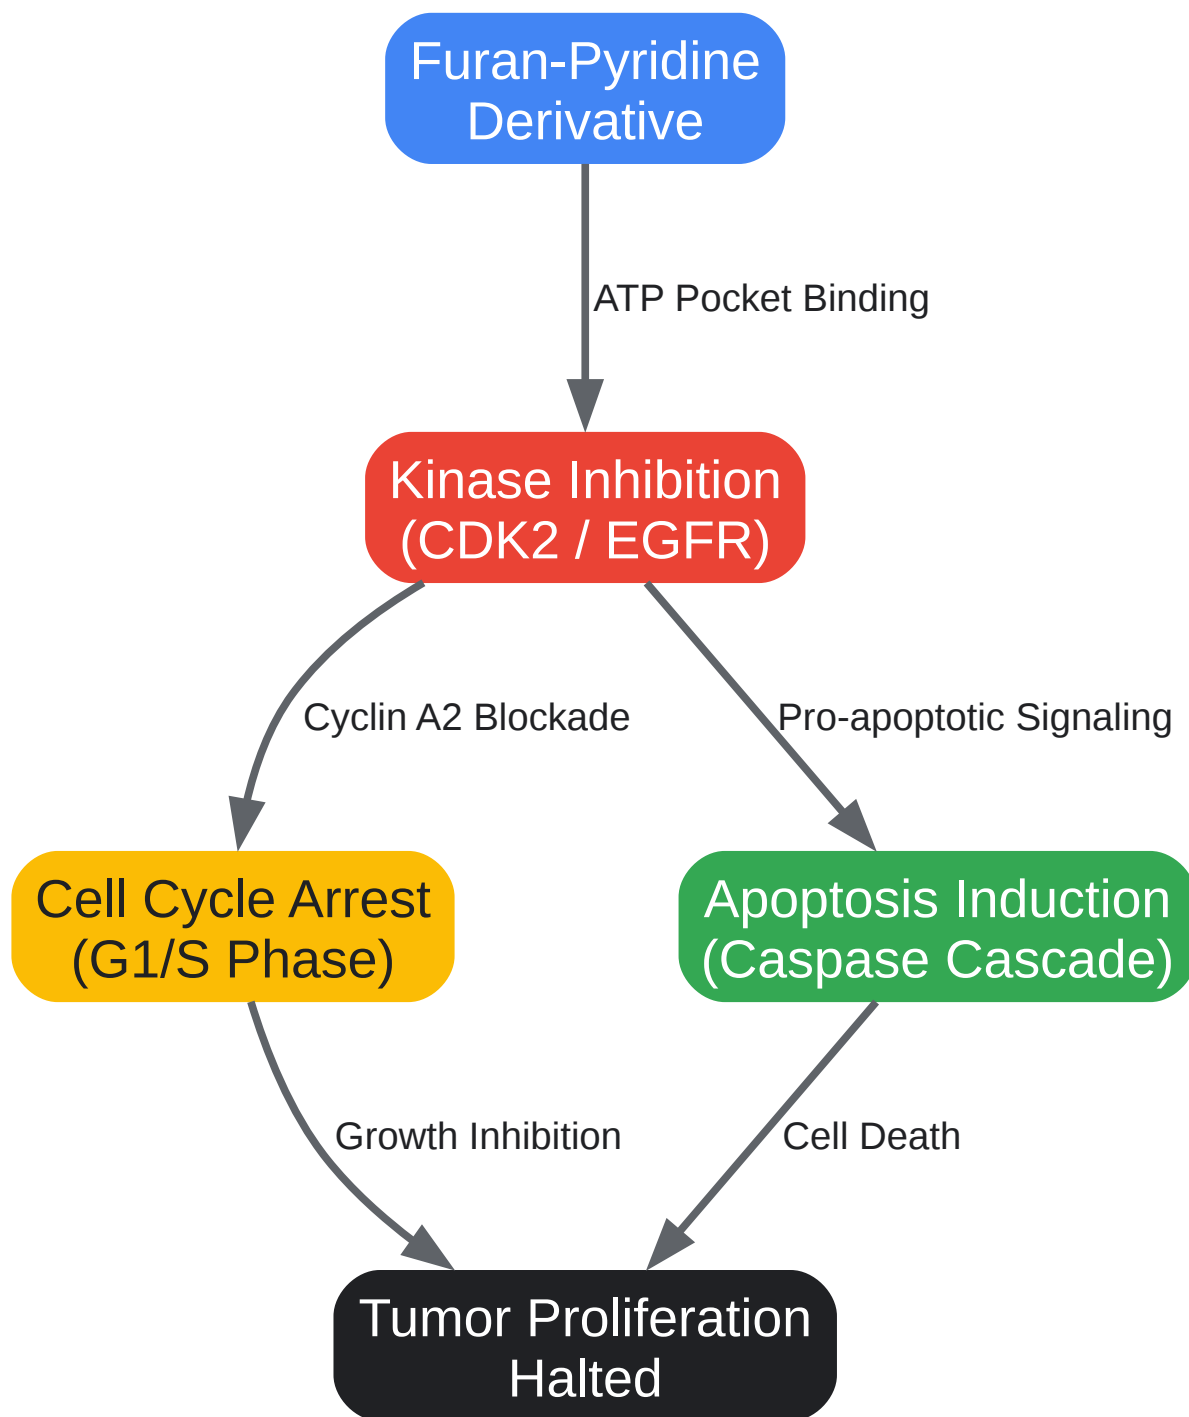 Furan-Pyridine
Derivative
ATP Pocket Binding
Kinase Inhibition
(CDK2 / EGFR)
Cyclin A2 Blockade
Pro-apoptotic Signaling
Cell Cycle Arrest
(G1/S Phase)
Apoptosis Induction
(Caspase Cascade)
Growth Inhibition
Cell Death
Tumor Proliferation
Halted